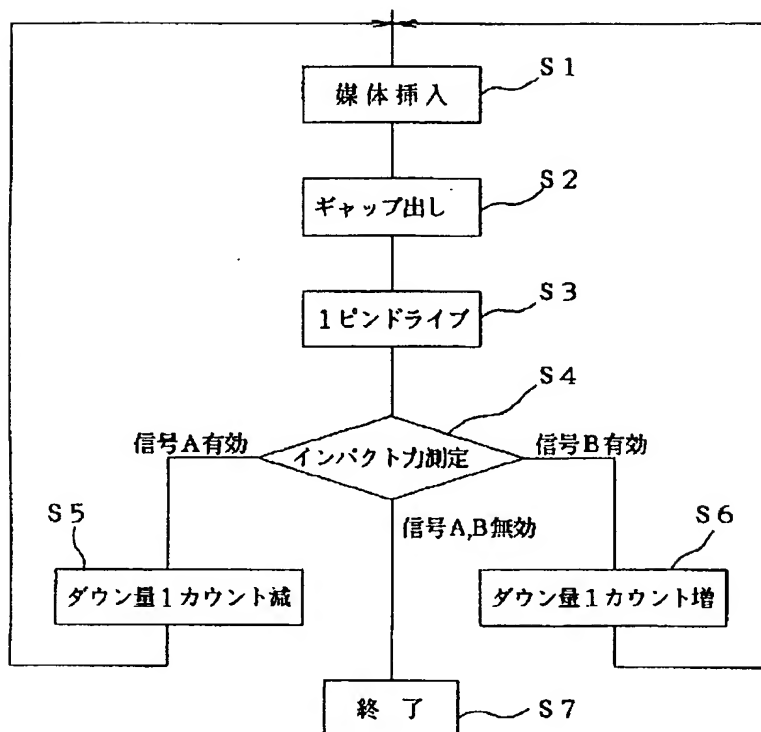 S1
媒体挿入
S2
ギャップ出し
S3
1ピンドライブ
S4
信号A有効
インパクト力測定
信号B有効
信号A,B無効
S5
ダウン量1カウント減
S6
ダウン量1カウント増
終了
S7